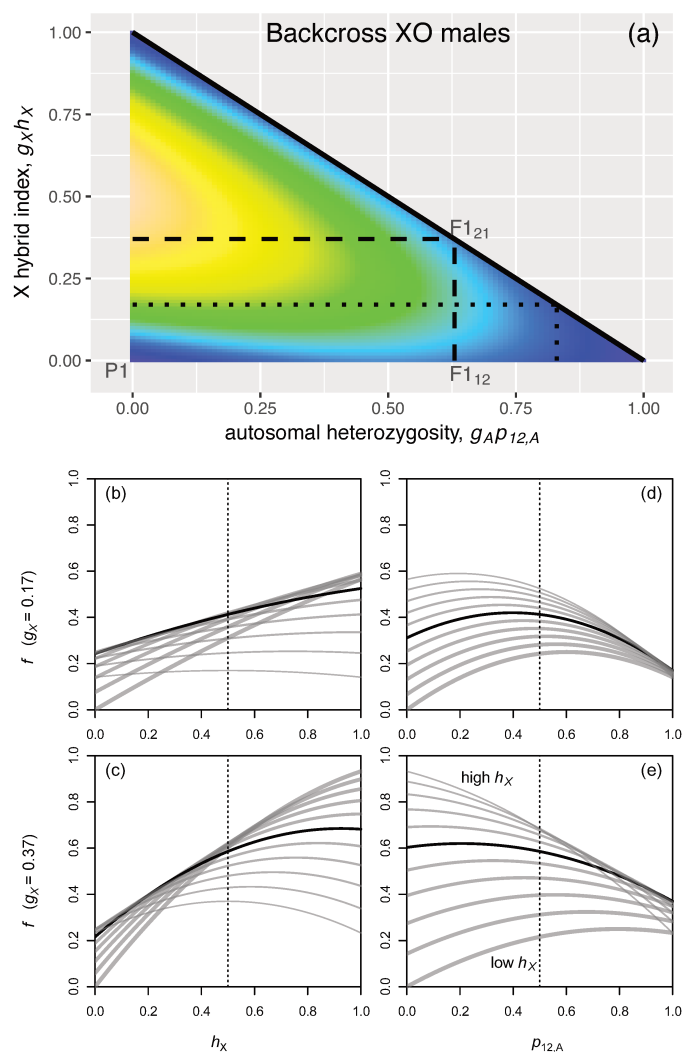 Backcross XO males
(a)
X hybrid index, gXhX
1.00
0.75
0.50
0.25
0.00
F1₂₁
P1
F1₁₂
0.00 0.25 0.50 0.75 1.00
autosomal heterozygosity, gAp12,A
(b)
(d)
f (gX = 0.17)
0.0 0.2 0.4 0.6 0.8 1.0
0.0 0.2 0.4 0.6 0.8 1.0
0.0 0.2 0.4 0.6 0.8 1.0
0.0 0.2 0.4 0.6 0.8 1.0
(c)
(e)
high hX
low hX
f (gX = 0.37)
0.0 0.2 0.4 0.6 0.8 1.0
0.0 0.2 0.4 0.6 0.8 1.0
0.0 0.2 0.4 0.6 0.8 1.0
0.0 0.2 0.4 0.6 0.8 1.0
hX
p12,A